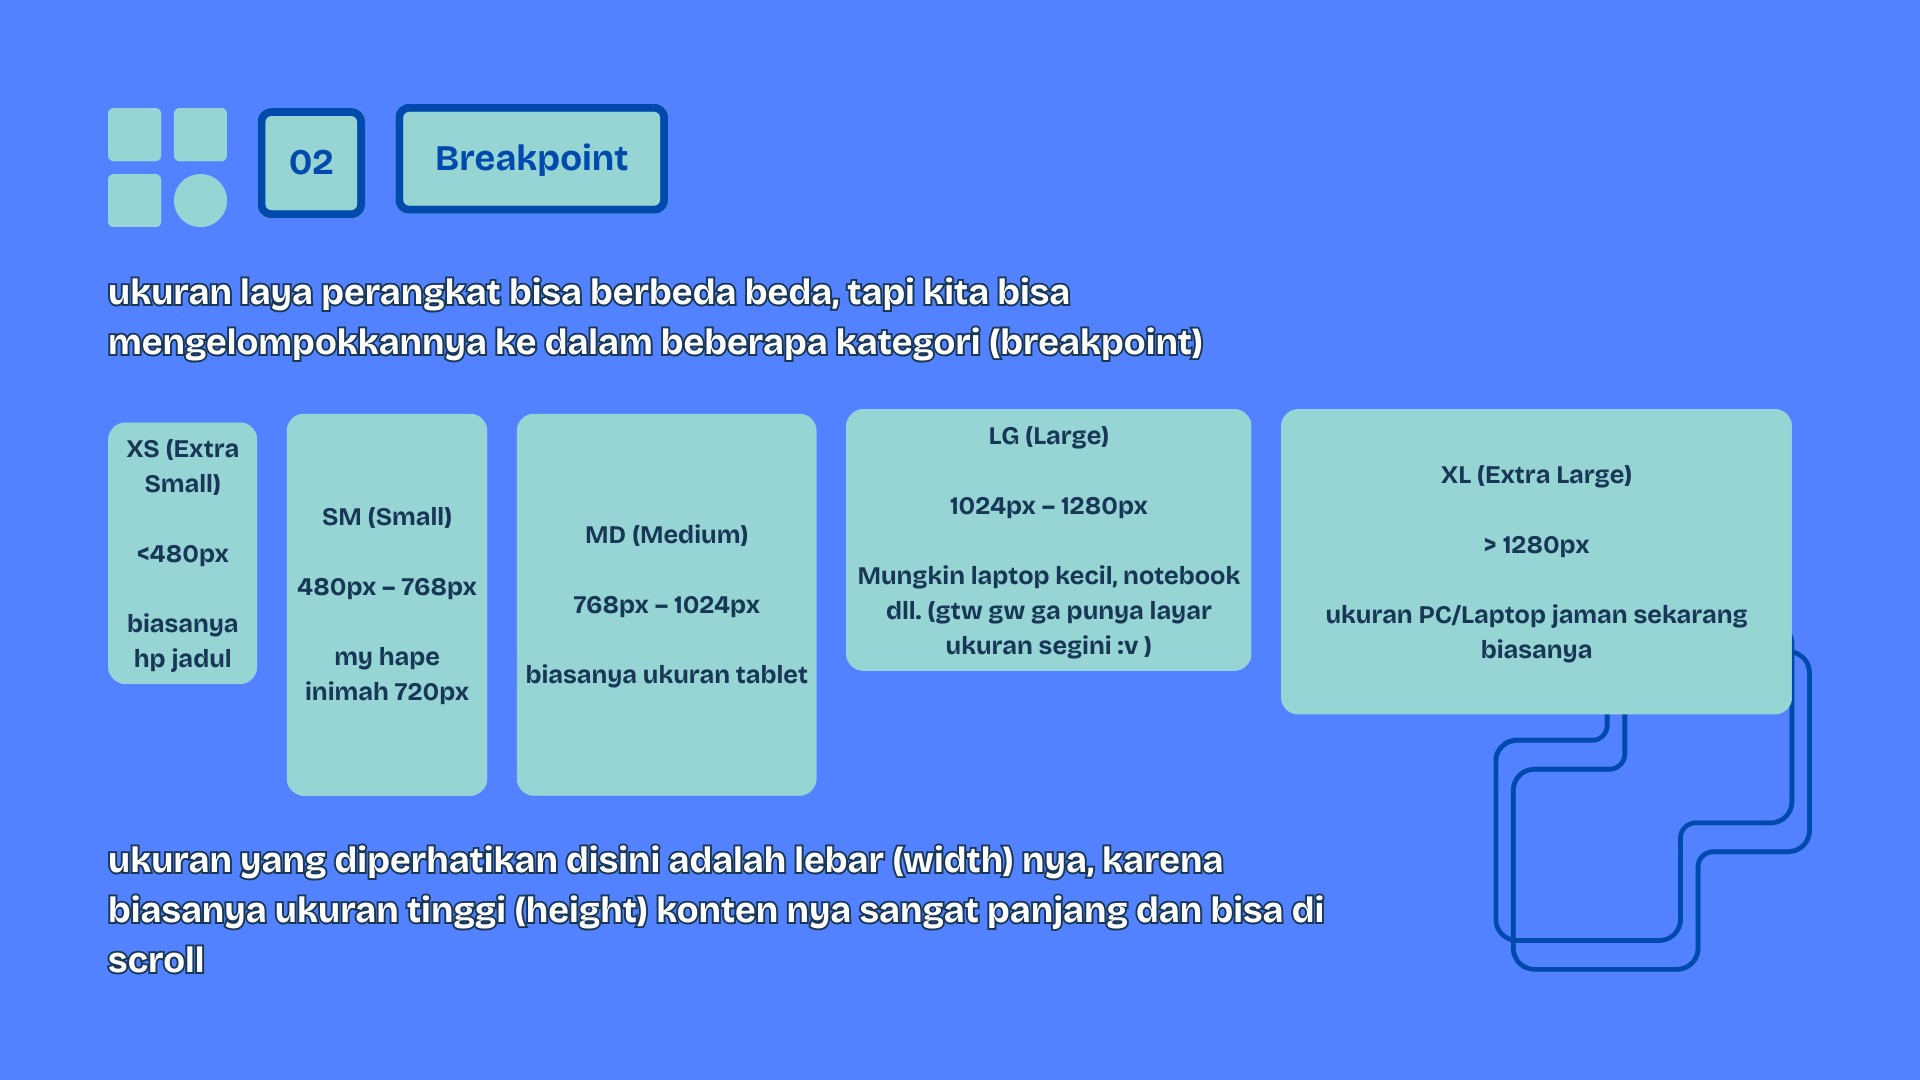 02
Breakpoint
ukuran laya perangkat bisa berbeda beda, tapi kita bisa
mengelompokkannya ke dalam beberapa kategori (breakpoint)
XS (Extra
Small)
<480px
biasanya
hp jadul
SM (Small)
480px – 768px
my hape
inimah 720px
MD (Medium)
768px – 1024px
biasanya ukuran tablet
LG (Large)
1024px – 1280px
Mungkin laptop kecil, notebook
dll. (gtw gw ga punya layar
ukuran segini :v )
XL (Extra Large)
> 1280px
ukuran PC/Laptop jaman sekarang
biasanya
ukuran yang diperhatikan disini adalah lebar (width) nya, karena
biasanya ukuran tinggi (height) konten nya sangat panjang dan bisa di
scroll